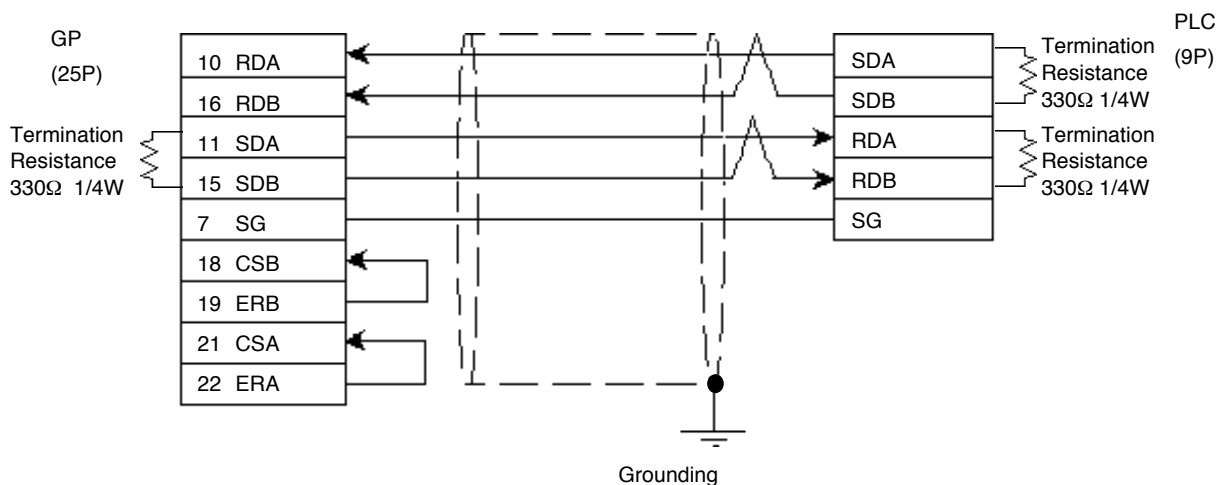 GP
(25P)
10 RDA
16 RDB
11 SDA
15 SDB
7 SG
18 CSB
19 ERB
21 CSA
22 ERA
Termination
Resistance
330Ω 1/4W
PLC
(9P)
SDA
SDB
RDA
RDB
SG
Termination
Resistance
330Ω 1/4W
Termination
Resistance
330Ω 1/4W
Grounding